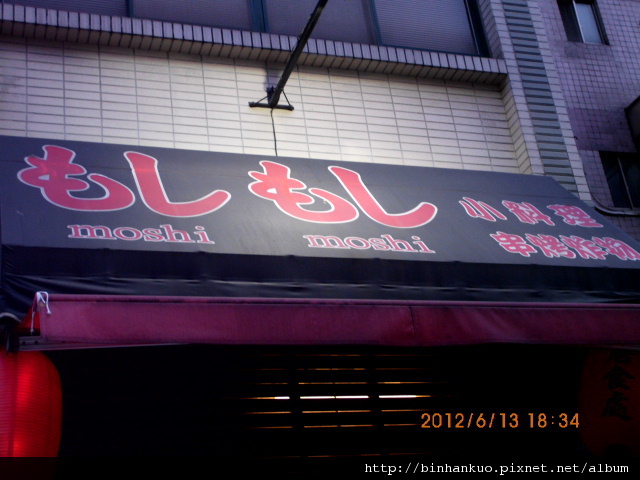 もしもし 小料理
moshi moshi 串燒炸物
2012/6/13 18:34
http://binhankuo.pixnet.net/album